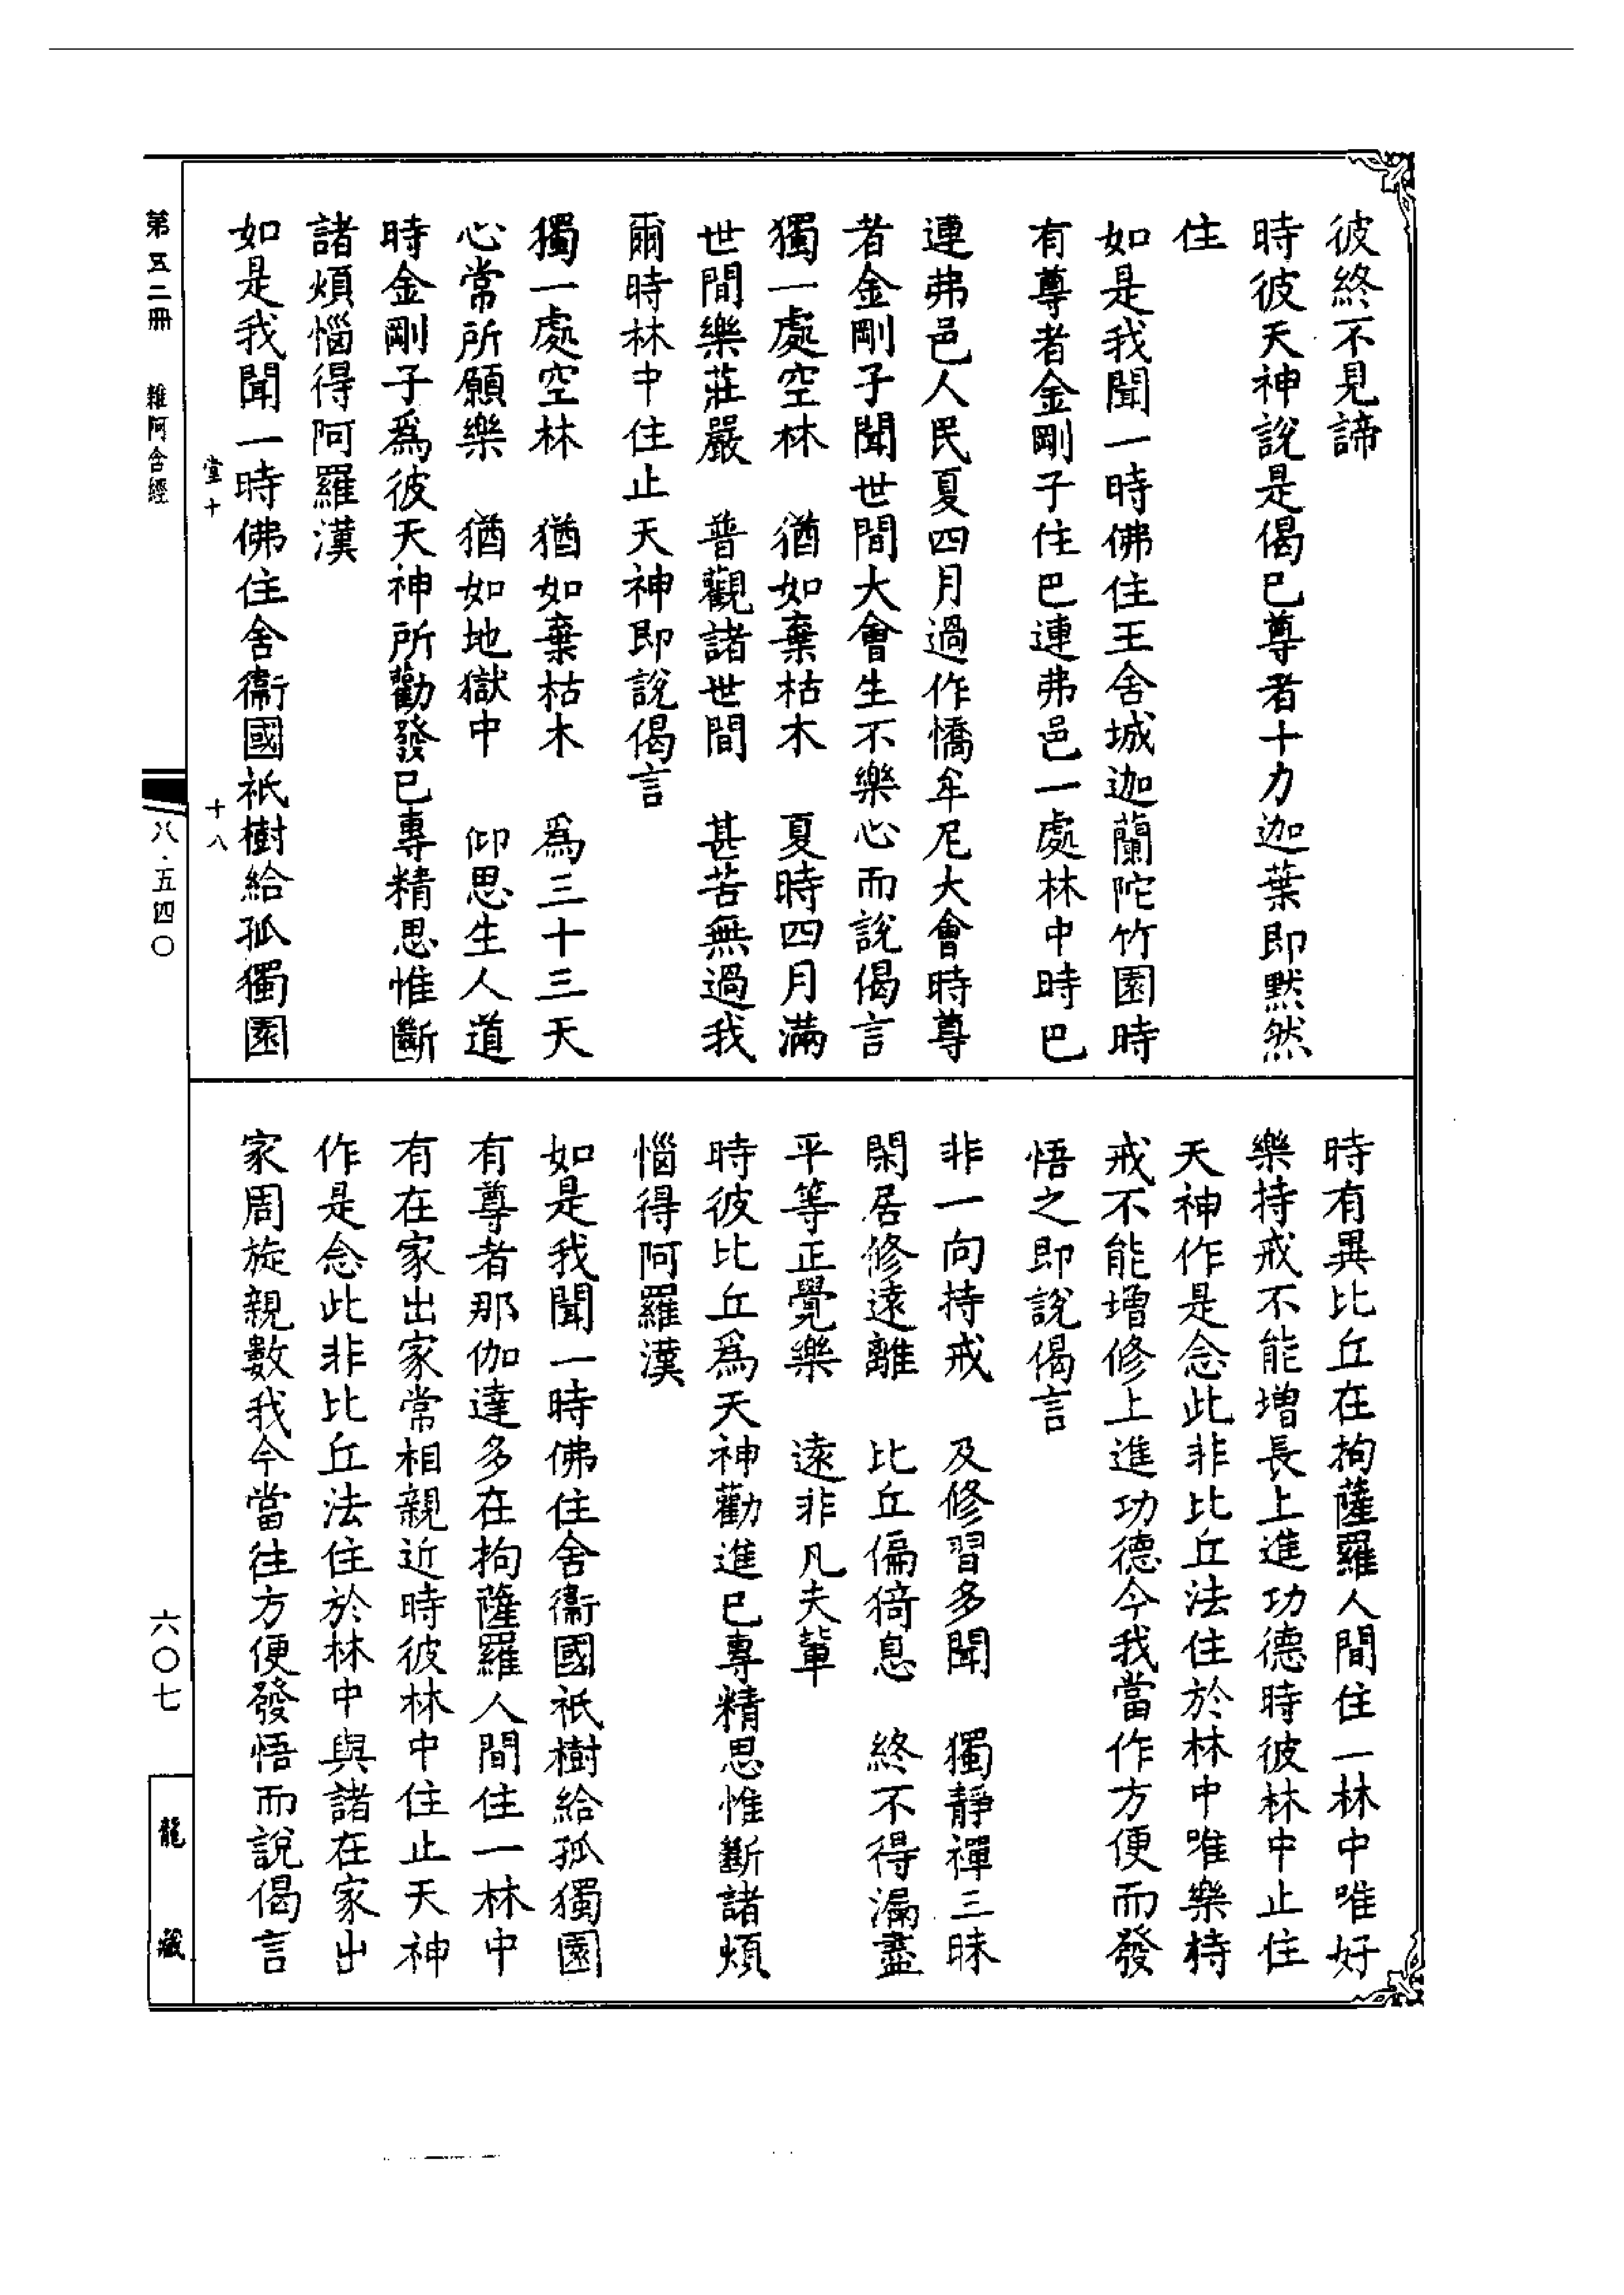 彼終不見諦
時彼天神說是偈已尊者十力迦葉即默然
住
如是我聞一時佛住王舍城迦蘭陀竹園時
有尊者金剛子住巴連弗邑一處林中時巴
連弗邑人民夏四月過作憍牟尼大會時尊
者金剛子聞世間大會生不樂心而說偈言
獨一處空林　猶如棄枯木　夏時四月滿
世間樂莊嚴　普觀諸世間　甚苦無過我
爾時林中住止天神即說偈言
獨一處空林　猶如棄枯木　為三十三天
心常所願樂　猶如地獄中　仰思生人道
時金剛子為彼天神所勸發已專精思惟斷
諸煩惱得阿羅漢
如是我聞一時佛住舍衞國祇樹給孤獨園
時有異比丘在拘薩羅人間住一林中唯好
樂持戒不能增長上進功德時彼林中止住
天神作是念此非比丘法住於林中唯樂持
戒不能增修上進功德今我當作方便而發
悟之即說偈言
非一向持戒　及修習多聞　獨靜禪三昧
閑居修遠離　比丘偏猗息　終不得漏盡
平等正覺樂　遠非凡夫輩
時彼比丘為天神勸進已專精思惟斷諸煩
惱得阿羅漢
如是我聞一時佛住舍衞國祇樹給孤獨園
有尊者那伽達多在拘薩羅人間住一林中
有在家出家常相親近時彼林中住止天神
作是念此非比丘法住於林中與諸在家出
家周旋親數我今當往方便發悟而說偈言
堂十　十八
第五二冊　雜阿含經　八·五四〇　六〇七　龍藏